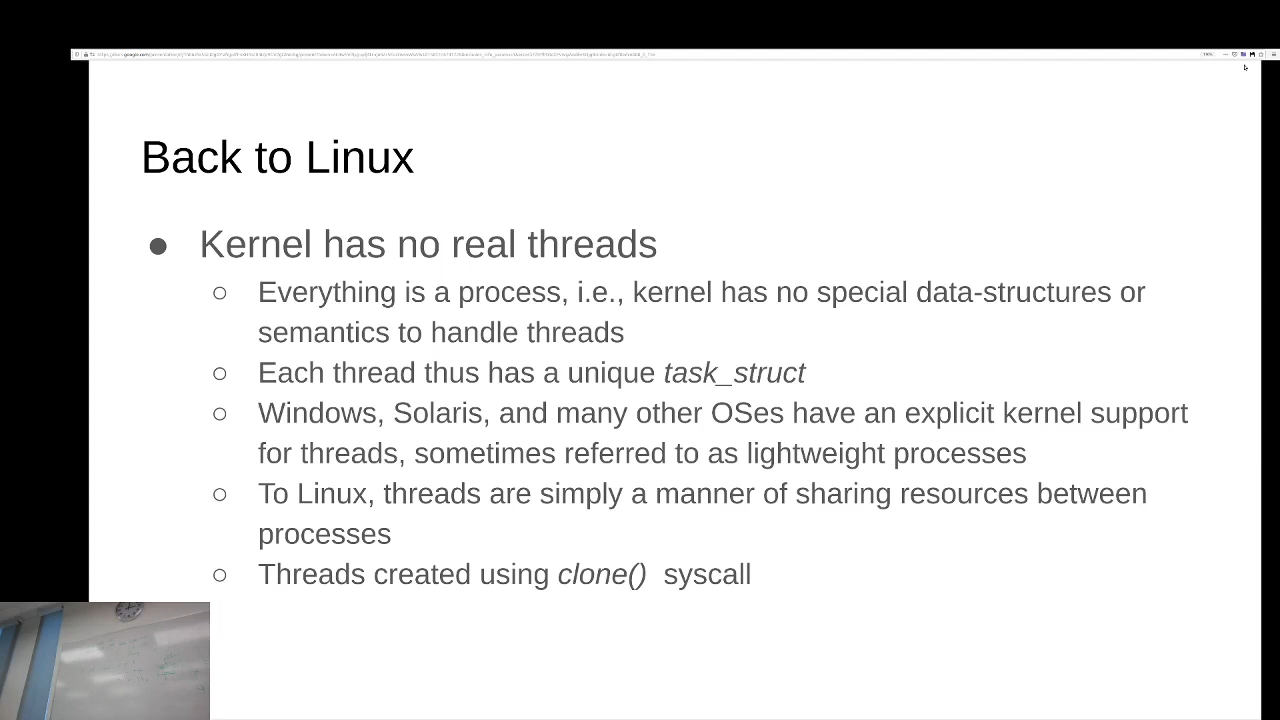 Back to Linux
● Kernel has no real threads
○ Everything is a process, i.e., kernel has no special data-structures or
semantics to handle threads
○ Each thread thus has a unique task_struct
○ Windows, Solaris, and many other OSes have an explicit kernel support
for threads, sometimes referred to as lightweight processes
○ To Linux, threads are simply a manner of sharing resources between
processes
○ Threads created using clone()  syscall